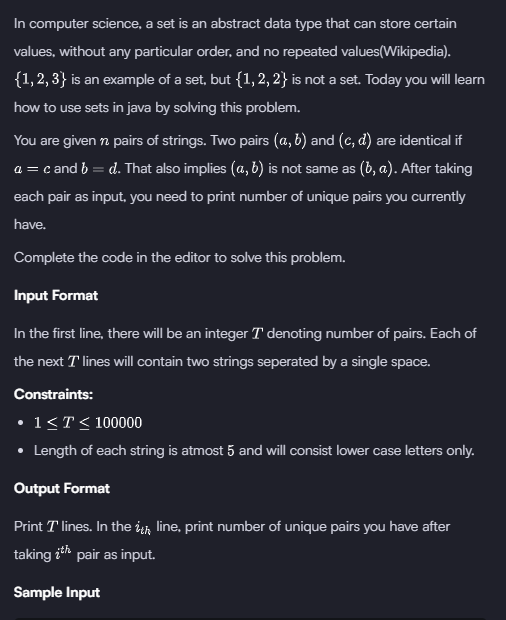 In computer science, a set is an abstract data type that can store certain
values, without any particular order, and no repeated values(Wikipedia).
{1, 2, 3} is an example of a set, but {1, 2, 2} is not a set. Today you will learn
how to use sets in java by solving this problem.
You are given n pairs of strings. Two pairs (a, b) and (c, d) are identical if
a = c and b = d. That also implies (a, b) is not same as (b, a). After taking
each pair as input, you need to print number of unique pairs you currently
have.
Complete the code in the editor to solve this problem.
Input Format
In the first line, there will be an integer T denoting number of pairs. Each of
the next T lines will contain two strings seperated by a single space.
Constraints:
• 1 ≤ T ≤ 100000
• Length of each string is atmost 5 and will consist lower case letters only.
Output Format
Print T lines. In the i_{th} line, print number of unique pairs you have after
taking i^{th} pair as input.
Sample Input